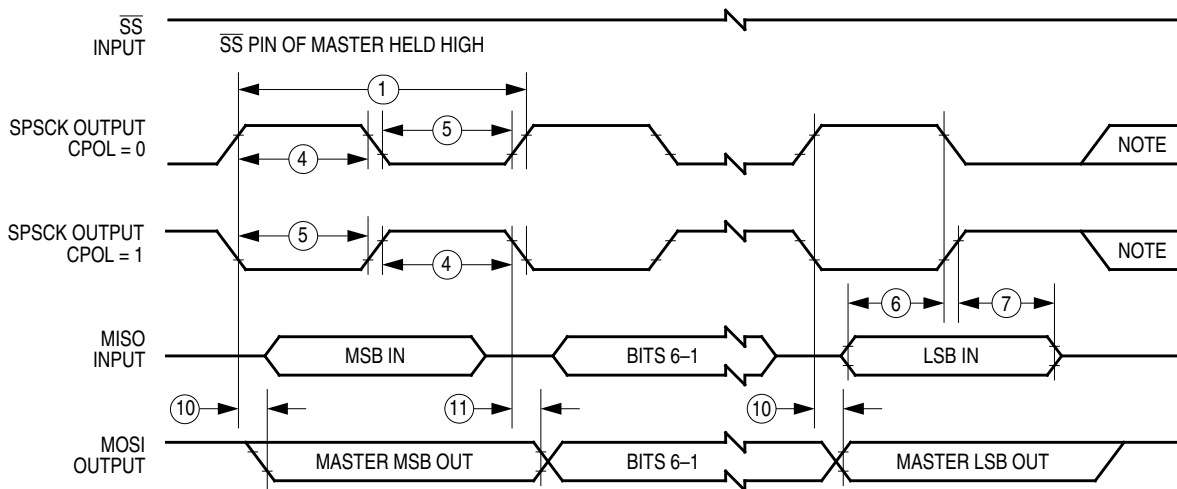 SS
INPUT
SS PIN OF MASTER HELD HIGH
1
SPSCK OUTPUT
CPOL = 0
5
4
NOTE
SPSCK OUTPUT
CPOL = 1
5
4
NOTE
6
7
MISO
INPUT
MSB IN
BITS 6–1
LSB IN
10
11
10
MOSI
OUTPUT
MASTER MSB OUT
BITS 6–1
MASTER LSB OUT